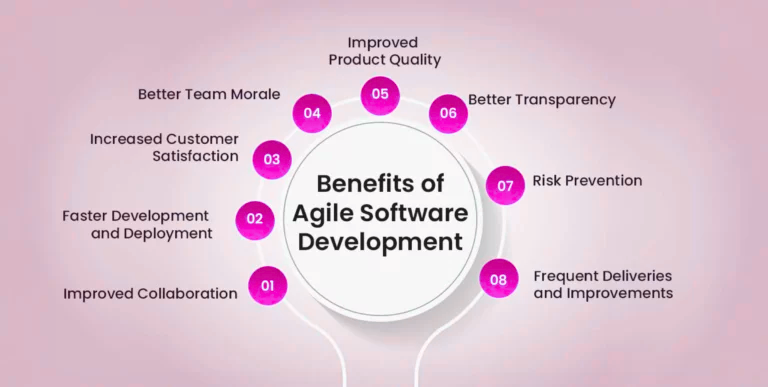 Benefits of
Agile Software
Development
01
Improved Collaboration
02
Faster Development
and Deployment
03
Increased Customer
Satisfaction
04
Better Team Morale
05
Improved
Product Quality
06
Better Transparency
07
Risk Prevention
08
Frequent Deliveries
and Improvements